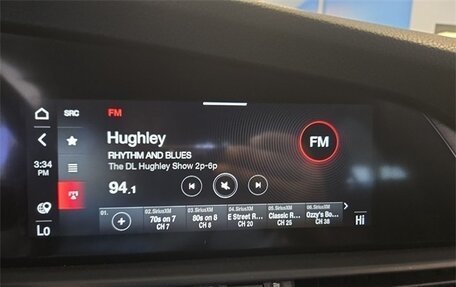 SRC
FM
Hughley
RHYTHM AND BLUES
The DL Hughley Show 2p-6p
94.1
FM
3:34
PM
Lo
Hi
01.
02.SiriusXM
70s on 7
CH 7
03.SiriusXM
80s on 8
CH 8
04.SiriusXM
E Street R...
CH 20
05.SiriusXM
Classic R...
CH 25
06.SiriusXM
Ozzy's Bo...
CH 38